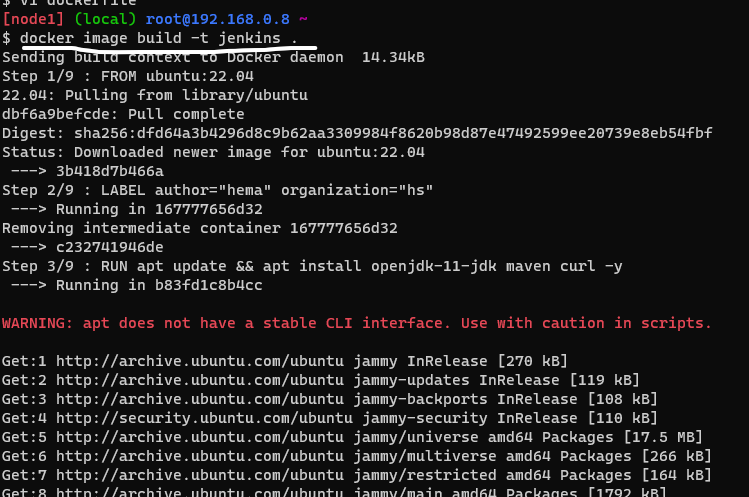 $ vi dockerfile
[node1] (local) root@192.168.0.8 ~
$ docker image build -t jenkins .
Sending build context to Docker daemon  14.34kB
Step 1/9 : FROM ubuntu:22.04
22.04: Pulling from library/ubuntu
dbf6a9befcde: Pull complete
Digest: sha256:dfd64a3b4296d8c9b62aa3309984f8620b98d87e47492599ee20739e8eb54fbf
Status: Downloaded newer image for ubuntu:22.04
 ---> 3b418d7b466a
Step 2/9 : LABEL author="hema" organization="hs"
 ---> Running in 167777656d32
Removing intermediate container 167777656d32
 ---> c232741946de
Step 3/9 : RUN apt update && apt install openjdk-11-jdk maven curl -y
 ---> Running in b83fd1c8b4cc
WARNING: apt does not have a stable CLI interface. Use with caution in scripts.
Get:1 http://archive.ubuntu.com/ubuntu jammy InRelease [270 kB]
Get:2 http://archive.ubuntu.com/ubuntu jammy-updates InRelease [119 kB]
Get:3 http://archive.ubuntu.com/ubuntu jammy-backports InRelease [108 kB]
Get:4 http://security.ubuntu.com/ubuntu jammy-security InRelease [110 kB]
Get:5 http://archive.ubuntu.com/ubuntu jammy/universe amd64 Packages [17.5 MB]
Get:6 http://archive.ubuntu.com/ubuntu jammy/multiverse amd64 Packages [266 kB]
Get:7 http://archive.ubuntu.com/ubuntu jammy/restricted amd64 Packages [164 kB]
Get:8 http://archive.ubuntu.com/ubuntu jammy/main amd64 Packages [1792 kB]